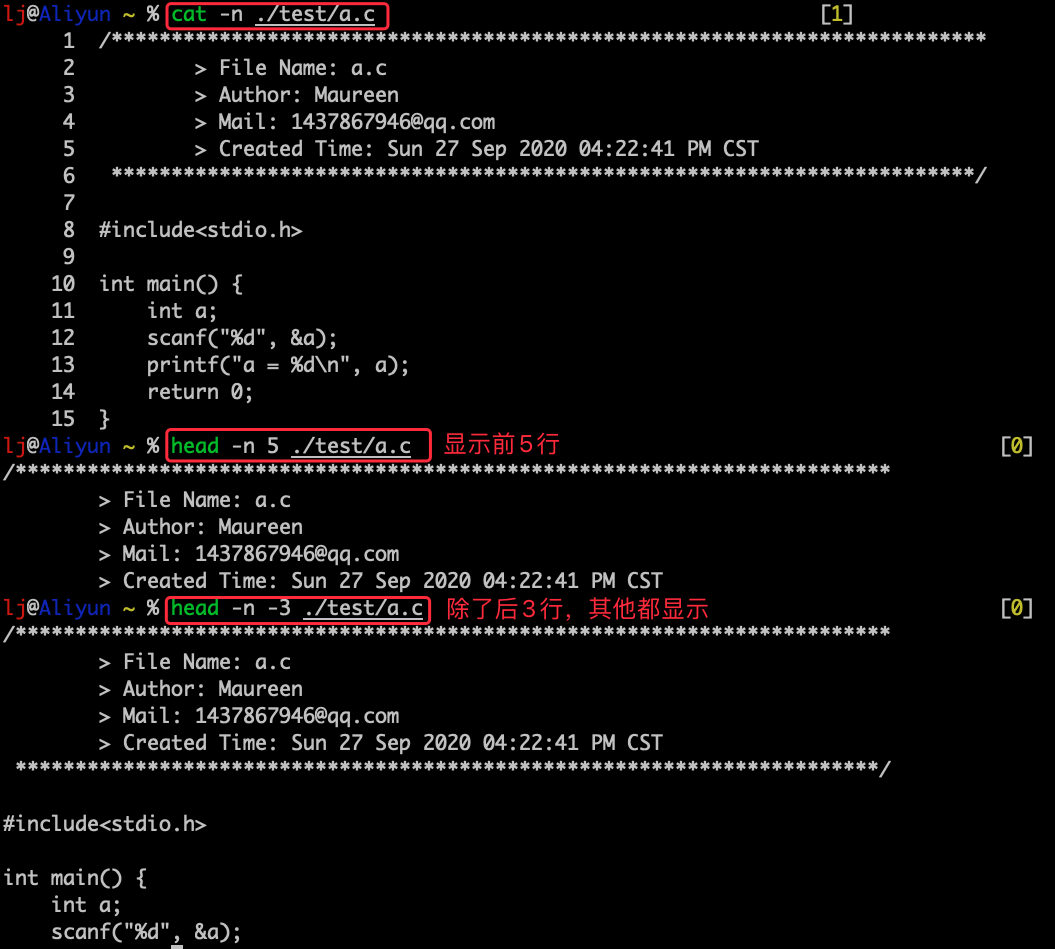 lj@Aliyun ~ % cat -n ./test/a.c [1]
1 /************************************************************************
2 > File Name: a.c
3 > Author: Maureen
4 > Mail: 1437867946@qq.com
5 > Created Time: Sun 27 Sep 2020 04:22:41 PM CST
6 ************************************************************************/
7
8 #include<stdio.h>
9
10 int main() {
11 int a;
12 scanf("%d", &a);
13 printf("a = %d\n", a);
14 return 0;
15 }
lj@Aliyun ~ % head -n 5 ./test/a.c 显示前5行 [0]
/************************************************************************
> File Name: a.c
> Author: Maureen
> Mail: 1437867946@qq.com
> Created Time: Sun 27 Sep 2020 04:22:41 PM CST
lj@Aliyun ~ % head -n -3 ./test/a.c 除了后3行，其他都显示 [0]
/************************************************************************
> File Name: a.c
> Author: Maureen
> Mail: 1437867946@qq.com
> Created Time: Sun 27 Sep 2020 04:22:41 PM CST
************************************************************************/
#include<stdio.h>
int main() {
int a;
scanf("%d", &a);